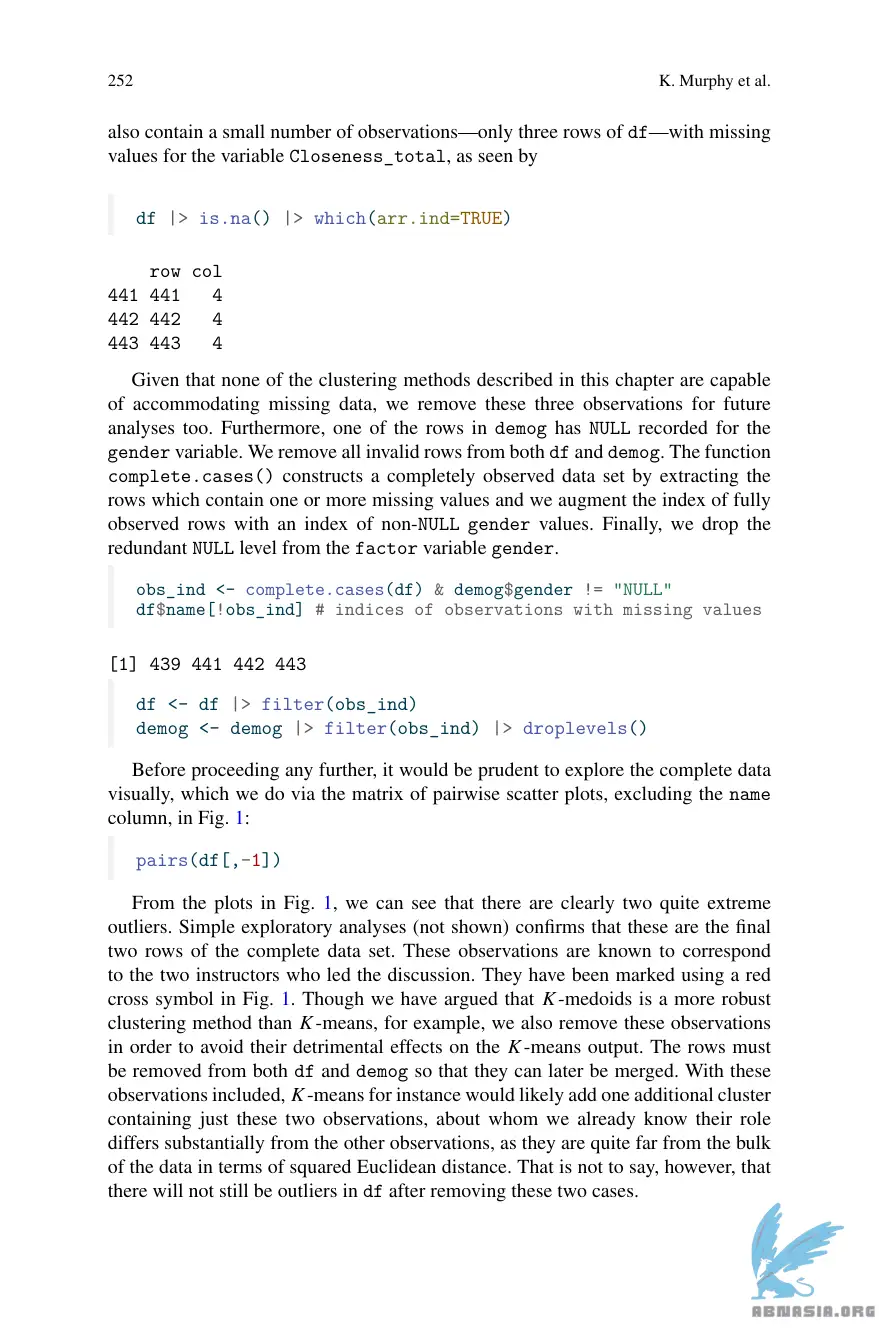 252 K. Murphy et al.
also contain a small number of observations—only three rows of df—with missing
values for the variable Closeness_total, as seen by
df |> is.na() |> which(arr.ind=TRUE)
row col
441 441 4
442 442 4
443 443 4
Given that none of the clustering methods described in this chapter are capable
of accommodating missing data, we remove these three observations for future
analyses too. Furthermore, one of the rows in demog has NULL recorded for the
gender variable. We remove all invalid rows from both df and demog. The function
complete.cases() constructs a completely observed data set by extracting the
rows which contain one or more missing values and we augment the index of fully
observed rows with an index of non-NULL gender values. Finally, we drop the
redundant NULL level from the factor variable gender.
obs_ind <- complete.cases(df) & demog$gender != "NULL"
df$name[!obs_ind] # indices of observations with missing values
[1] 439 441 442 443
df <- df |> filter(obs_ind)
demog <- demog |> filter(obs_ind) |> droplevels()
Before proceeding any further, it would be prudent to explore the complete data
visually, which we do via the matrix of pairwise scatter plots, excluding the name
column, in Fig. 1:
pairs(df[,-1])
From the plots in Fig. 1, we can see that there are clearly two quite extreme
outliers. Simple exploratory analyses (not shown) confirms that these are the final
two rows of the complete data set. These observations are known to correspond
to the two instructors who led the discussion. They have been marked using a red
cross symbol in Fig. 1. Though we have argued that K-medoids is a more robust
clustering method than K-means, for example, we also remove these observations
in order to avoid their detrimental effects on the K-means output. The rows must
be removed from both df and demog so that they can later be merged. With these
observations included, K-means for instance would likely add one additional cluster
containing just these two observations, about whom we already know their role
differs substantially from the other observations, as they are quite far from the bulk
of the data in terms of squared Euclidean distance. That is not to say, however, that
there will not still be outliers in df after removing these two cases.
ABNASIA.ORG